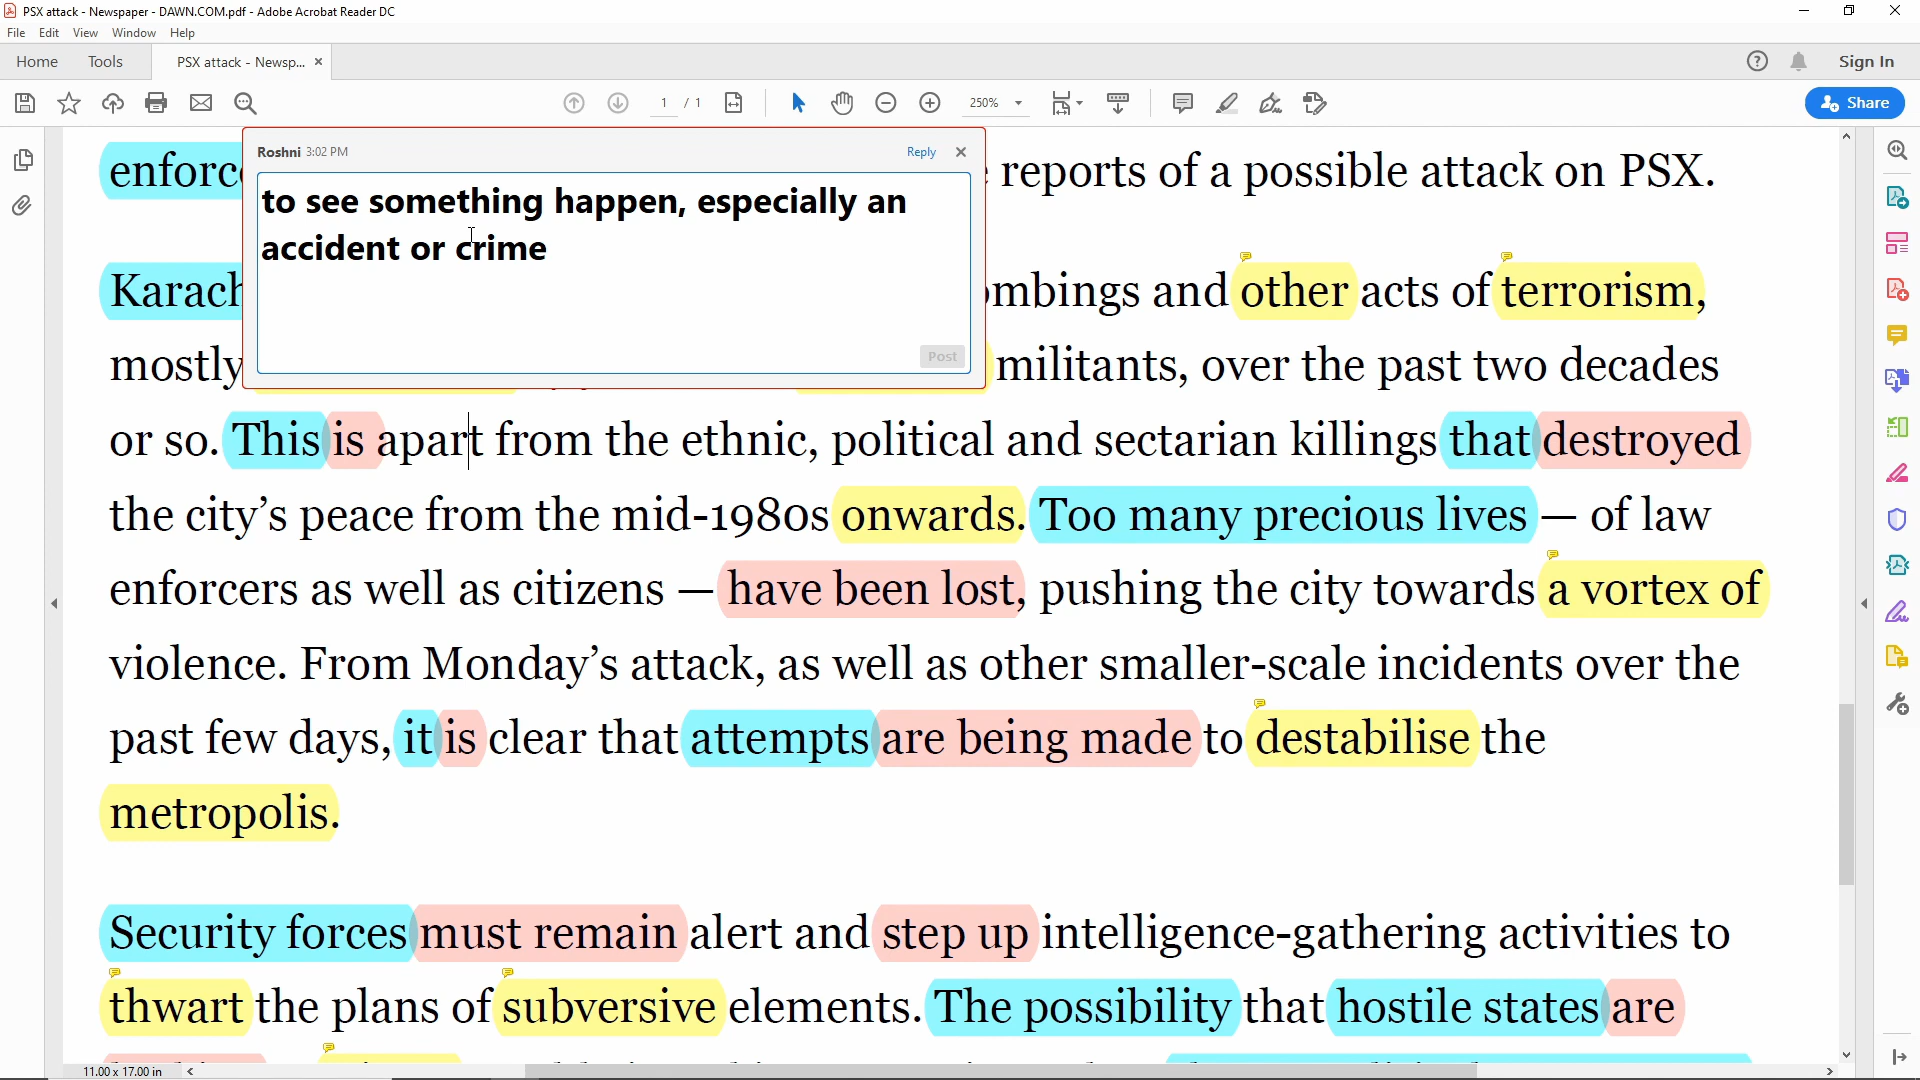 PSX attack - Newspaper - DAWN.COM.pdf - Adobe Acrobat Reader DC
File Edit View Window Help
Home Tools PSX attack - Newsp... Sign In
1 / 1 250% Share
Roshni 3:02 PM Reply
to see something happen, especially an
accident or crime
Post
enforc reports of a possible attack on PSX.
Karach mbings and other acts of terrorism,
mostly militants, over the past two decades
or so. This is apart from the ethnic, political and sectarian killings that destroyed
the city’s peace from the mid-1980s onwards. Too many precious lives — of law
enforcers as well as citizens — have been lost, pushing the city towards a vortex of
violence. From Monday’s attack, as well as other smaller-scale incidents over the
past few days, it is clear that attempts are being made to destabilise the
metropolis.
Security forces must remain alert and step up intelligence-gathering activities to
thwart the plans of subversive elements. The possibility that hostile states are
11.00 x 17.00 in